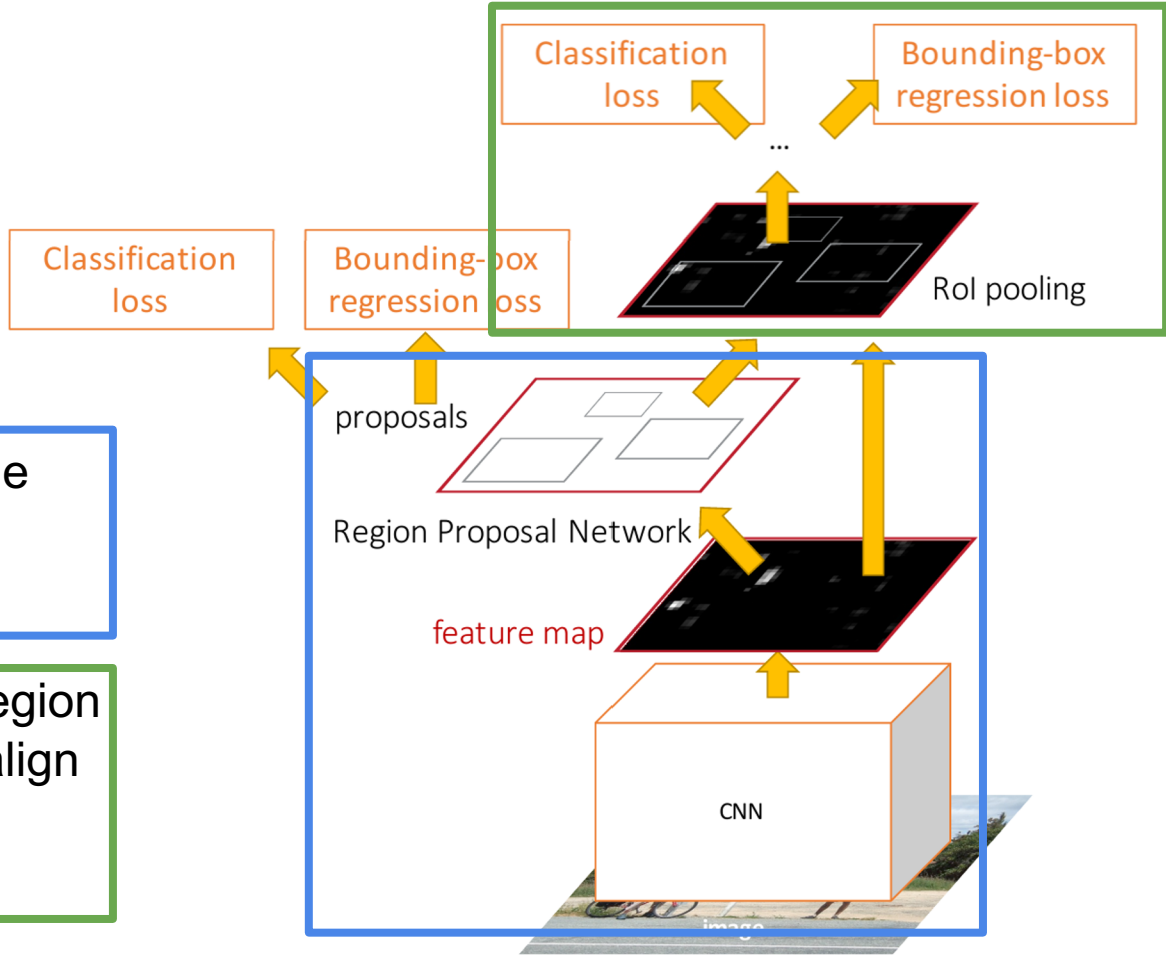 Classification
loss
Bounding-box
regression loss
...
Classification
loss
Bounding-box
regression loss
RoI pooling
proposals
e
Region Proposal Network
feature map
egion
align
CNN
image